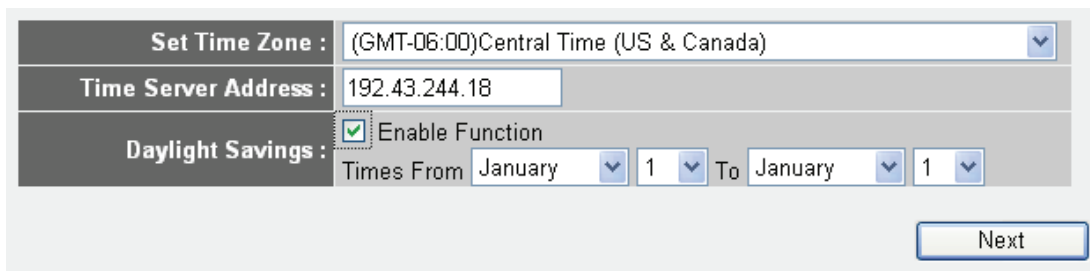 Set Time Zone : (GMT-06:00)Central Time (US & Canada)
Time Server Address : 192.43.244.18
Daylight Savings : Enable Function
Times From January 1 To January 1
Next